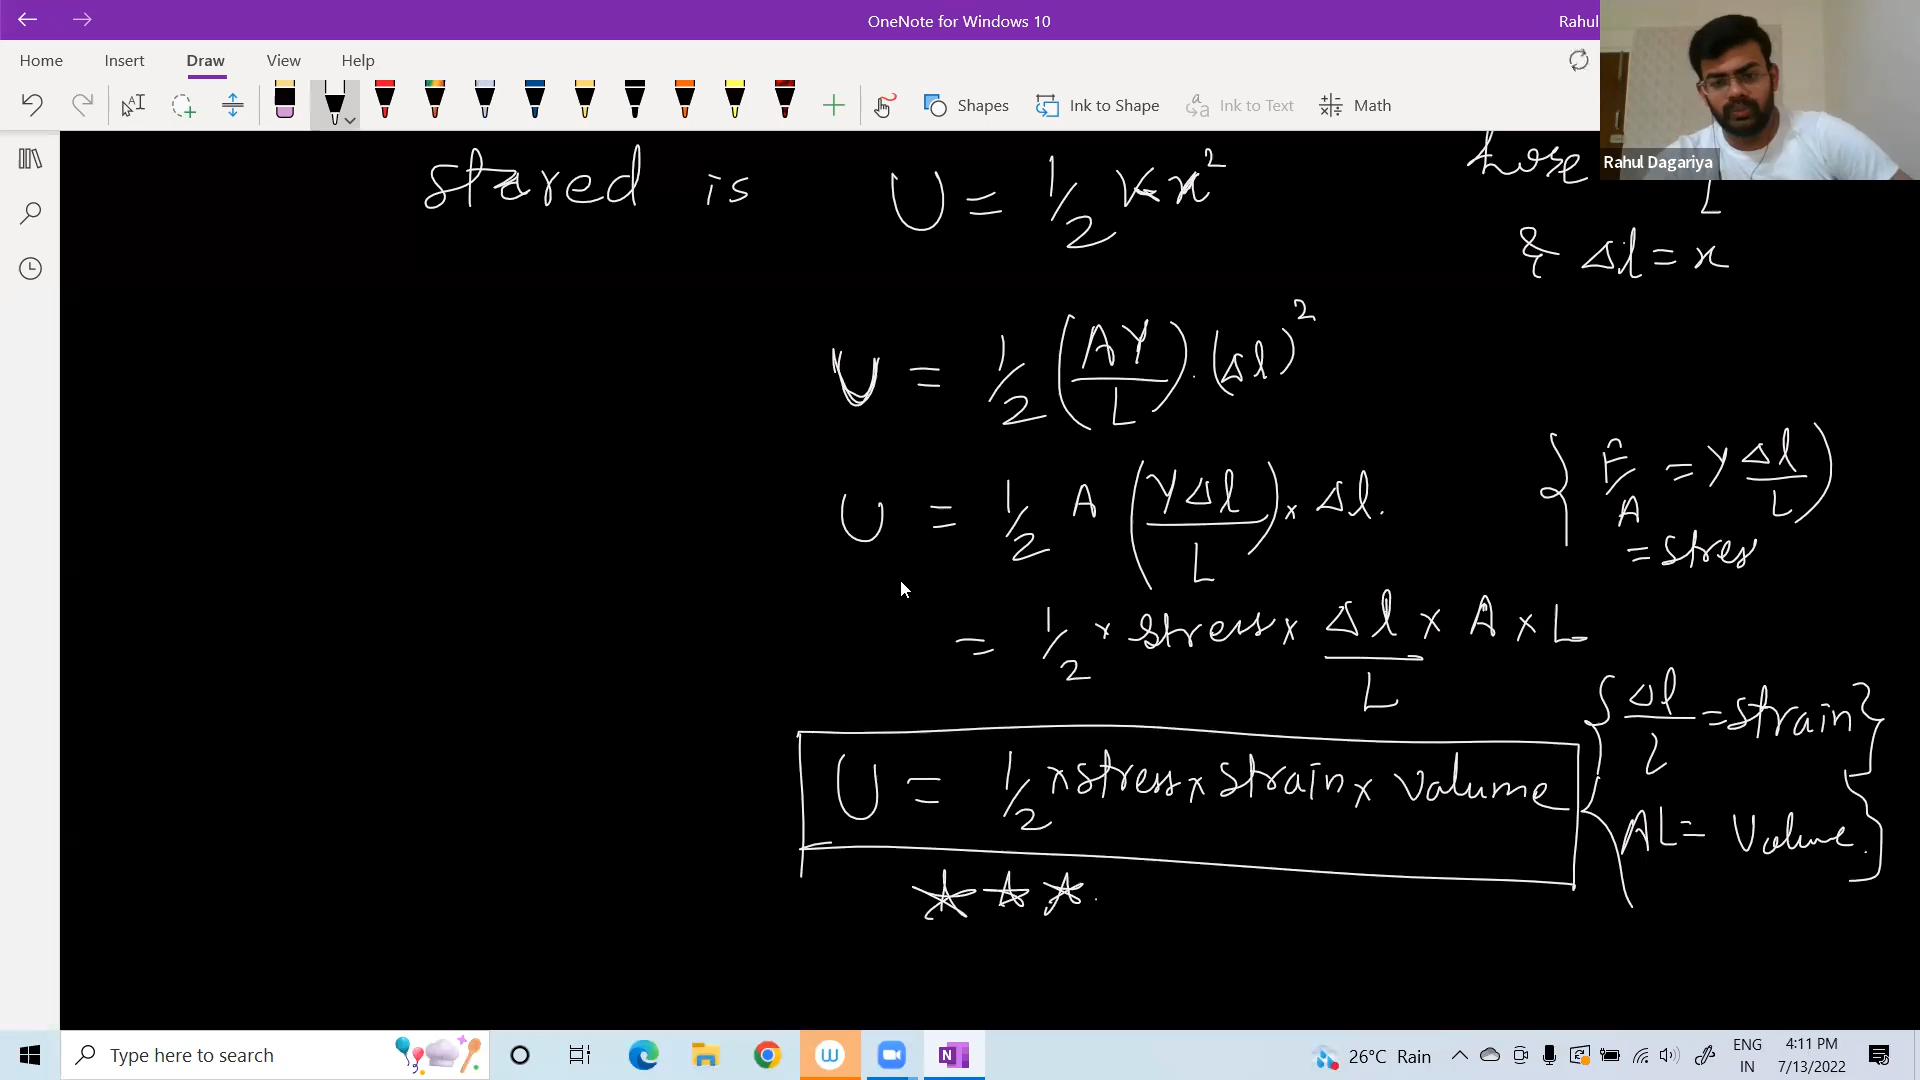 OneNote for Windows 10
Rahul
Home Insert Draw View Help
Shapes Ink to Shape Ink to Text Math
Rahul Dagariya
stored is U = 1/2 kx²
L
& Δl = x
U = 1/2 (AY/L) . (Δl)²
U = 1/2 A (YΔl/L) × Δl.
{ F/A = Y Δl/L )
= stres
= 1/2 × stress × Δl/L × A × L
{ Δl/l = strain }
U = 1/2 × stress × strain × volume
AL = Volume. }
Type here to search
26°C Rain
ENG
IN
4:11 PM
7/13/2022